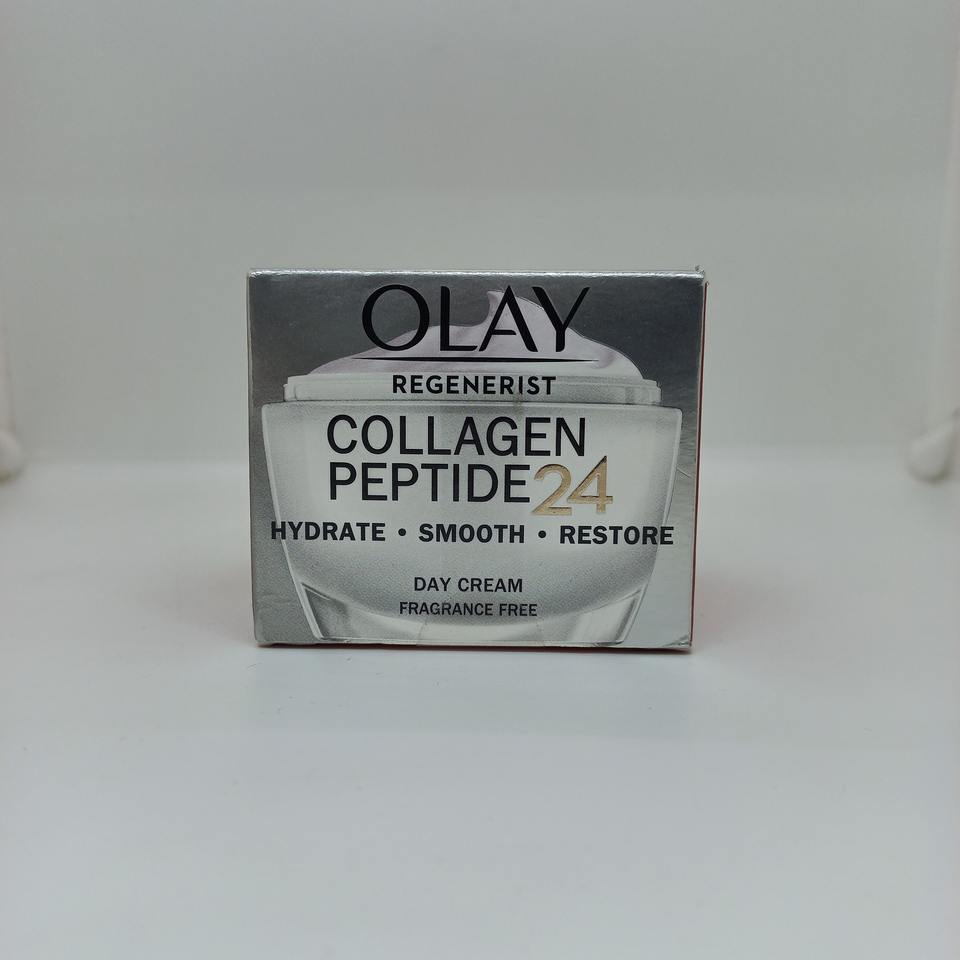 OLAY
REGENERIST
COLLAGEN
PEPTIDE24
HYDRATE • SMOOTH • RESTORE
DAY CREAM
FRAGRANCE FREE